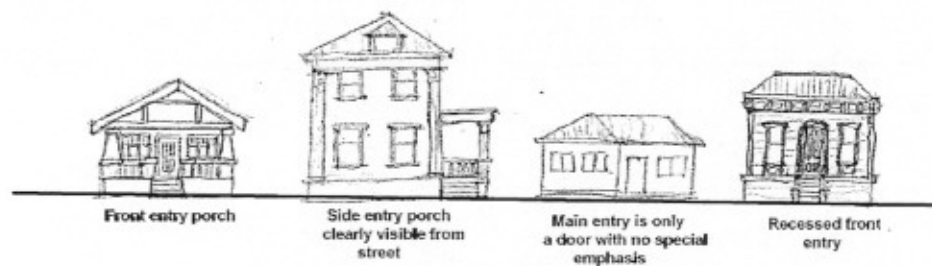 Front entry porch
Side entry porch
clearly visible from
street
Main entry is only
a door with no special
emphasis
Recessed front
entry